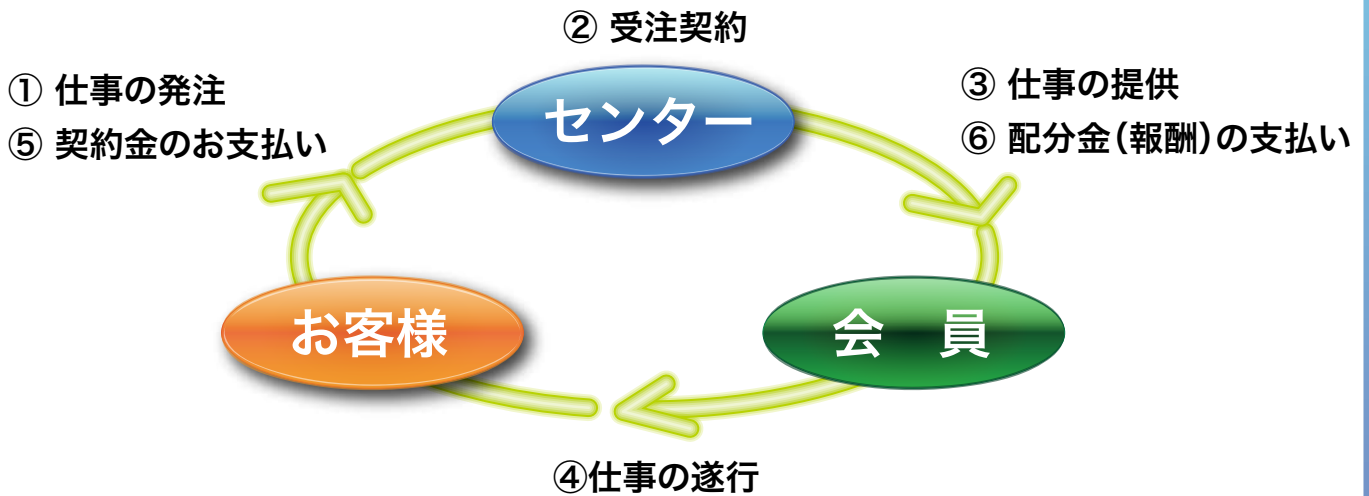 ② 受注契約
① 仕事の発注
⑤ 契約金のお支払い
センター
③ 仕事の提供
⑥ 配分金(報酬)の支払い
お客様
会　員
④仕事の遂行